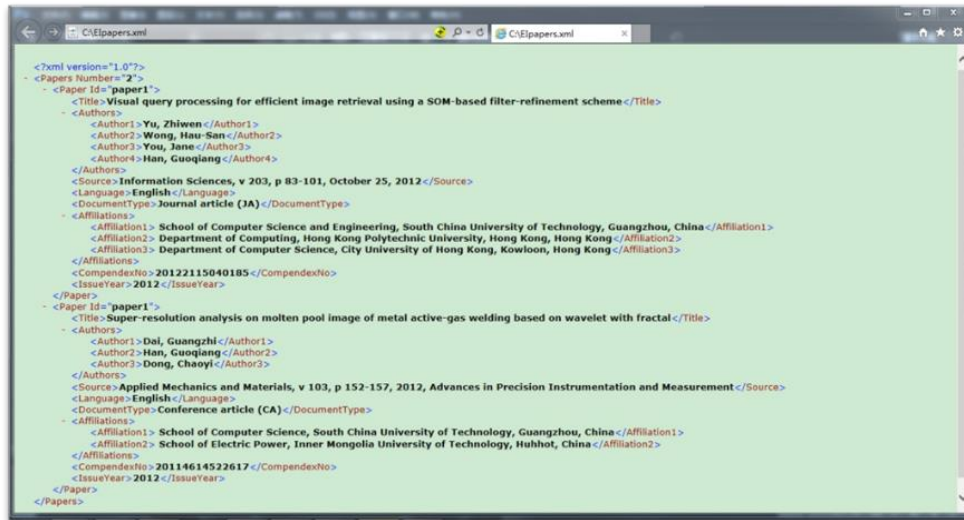 C:\EIpapers.xml
C:\EIpapers.xml
<?xml version="1.0"?>
- <Papers Number="2">
- <Paper Id="paper1">
<Title>Visual query processing for efficient image retrieval using a SOM-based filter-refinement scheme</Title>
- <Authors>
<Author1>Yu, Zhiwen</Author1>
<Author2>Wong, Hau-San</Author2>
<Author3>You, Jane</Author3>
<Author4>Han, Guoqiang</Author4>
</Authors>
<Source>Information Sciences, v 203, p 83-101, October 25, 2012</Source>
<Language>English</Language>
<DocumentType>Journal article (JA)</DocumentType>
- <Affiliations>
<Affiliation1> School of Computer Science and Engineering, South China University of Technology, Guangzhou, China</Affiliation1>
<Affiliation2> Department of Computing, Hong Kong Polytechnic University, Hong Kong, Hong Kong</Affiliation2>
<Affiliation3> Department of Computer Science, City University of Hong Kong, Kowloon, Hong Kong</Affiliation3>
</Affiliations>
<CompendexNo>20122115040185</CompendexNo>
<IssueYear>2012</IssueYear>
</Paper>
- <Paper Id="paper1">
<Title>Super-resolution analysis on molten pool image of metal active-gas welding based on wavelet with fractal</Title>
- <Authors>
<Author1>Dai, Guangzhi</Author1>
<Author2>Han, Guoqiang</Author2>
<Author3>Dong, Chaoyi</Author3>
</Authors>
<Source>Applied Mechanics and Materials, v 103, p 152-157, 2012, Advances in Precision Instrumentation and Measurement</Source>
<Language>English</Language>
<DocumentType>Conference article (CA)</DocumentType>
- <Affiliations>
<Affiliation1> School of Computer Science, South China University of Technology, Guangzhou, China</Affiliation1>
<Affiliation2> School of Electric Power, Inner Mongolia University of Technology, Huhhot, China</Affiliation2>
</Affiliations>
<CompendexNo>20114614522617</CompendexNo>
<IssueYear>2012</IssueYear>
</Paper>
</Papers>